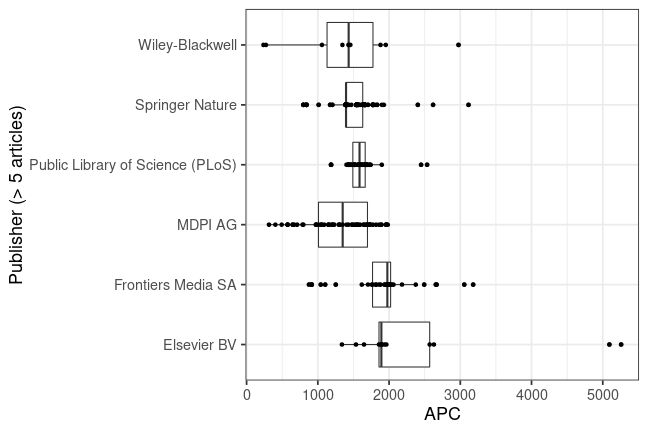 Publisher (> 5 articles)
Wiley-Blackwell
Springer Nature
Public Library of Science (PLoS)
MDPI AG
Frontiers Media SA
Elsevier BV
0 1000 2000 3000 4000 5000
APC